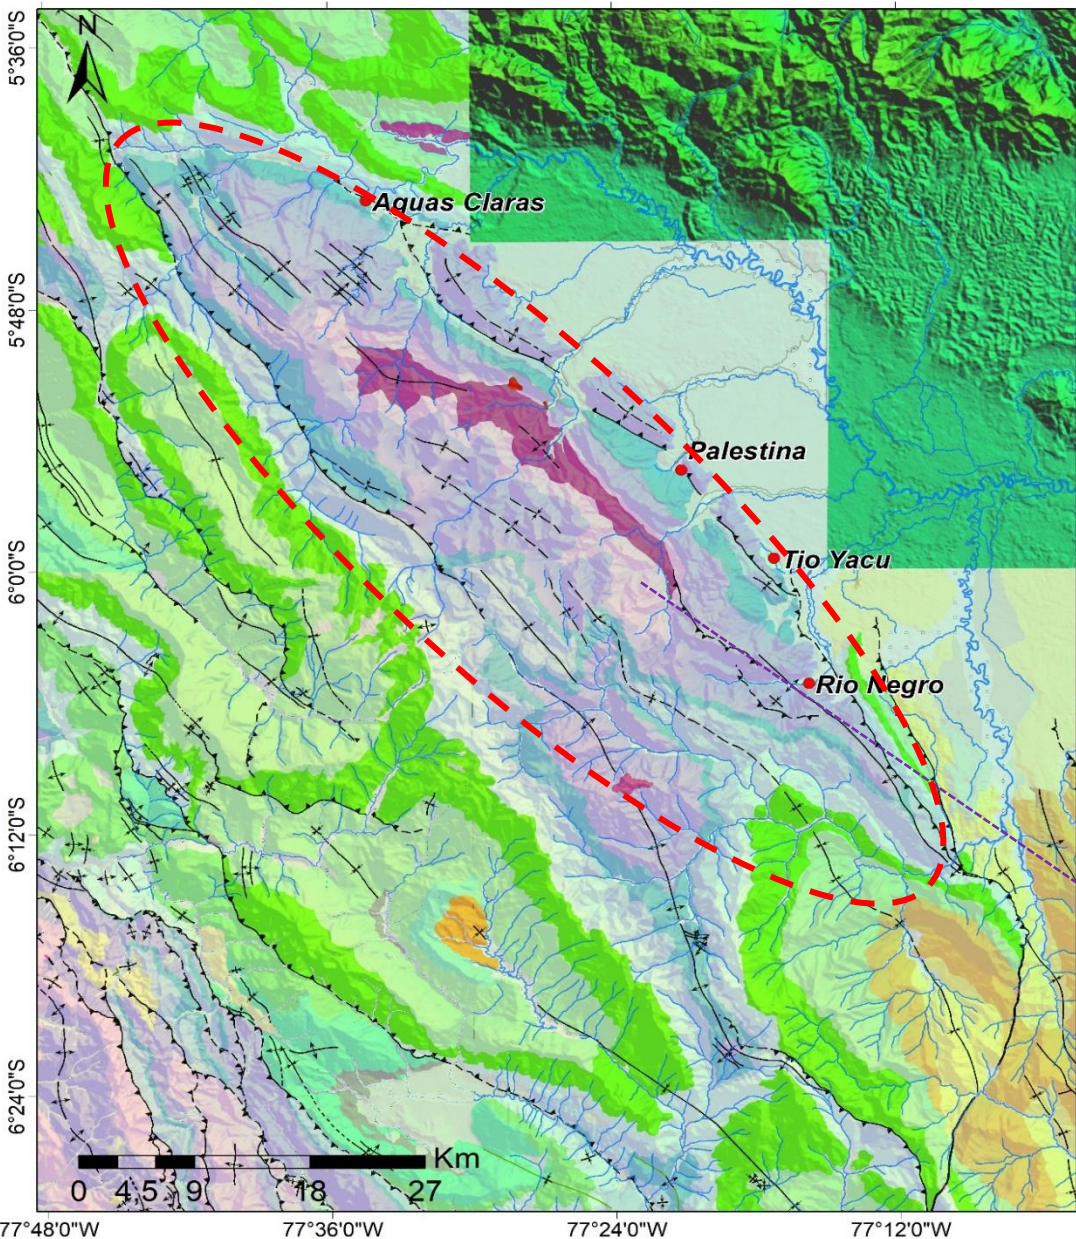 N
5°36'0"S
Aguas Claras
5°48'0"S
Palestina
Tio Yacu
6°0'0"S
Rio Negro
6°12'0"S
6°24'0"S
Km
0 4,5 9 18 27
77°48'0"W 77°36'0"W 77°24'0"W 77°12'0"W